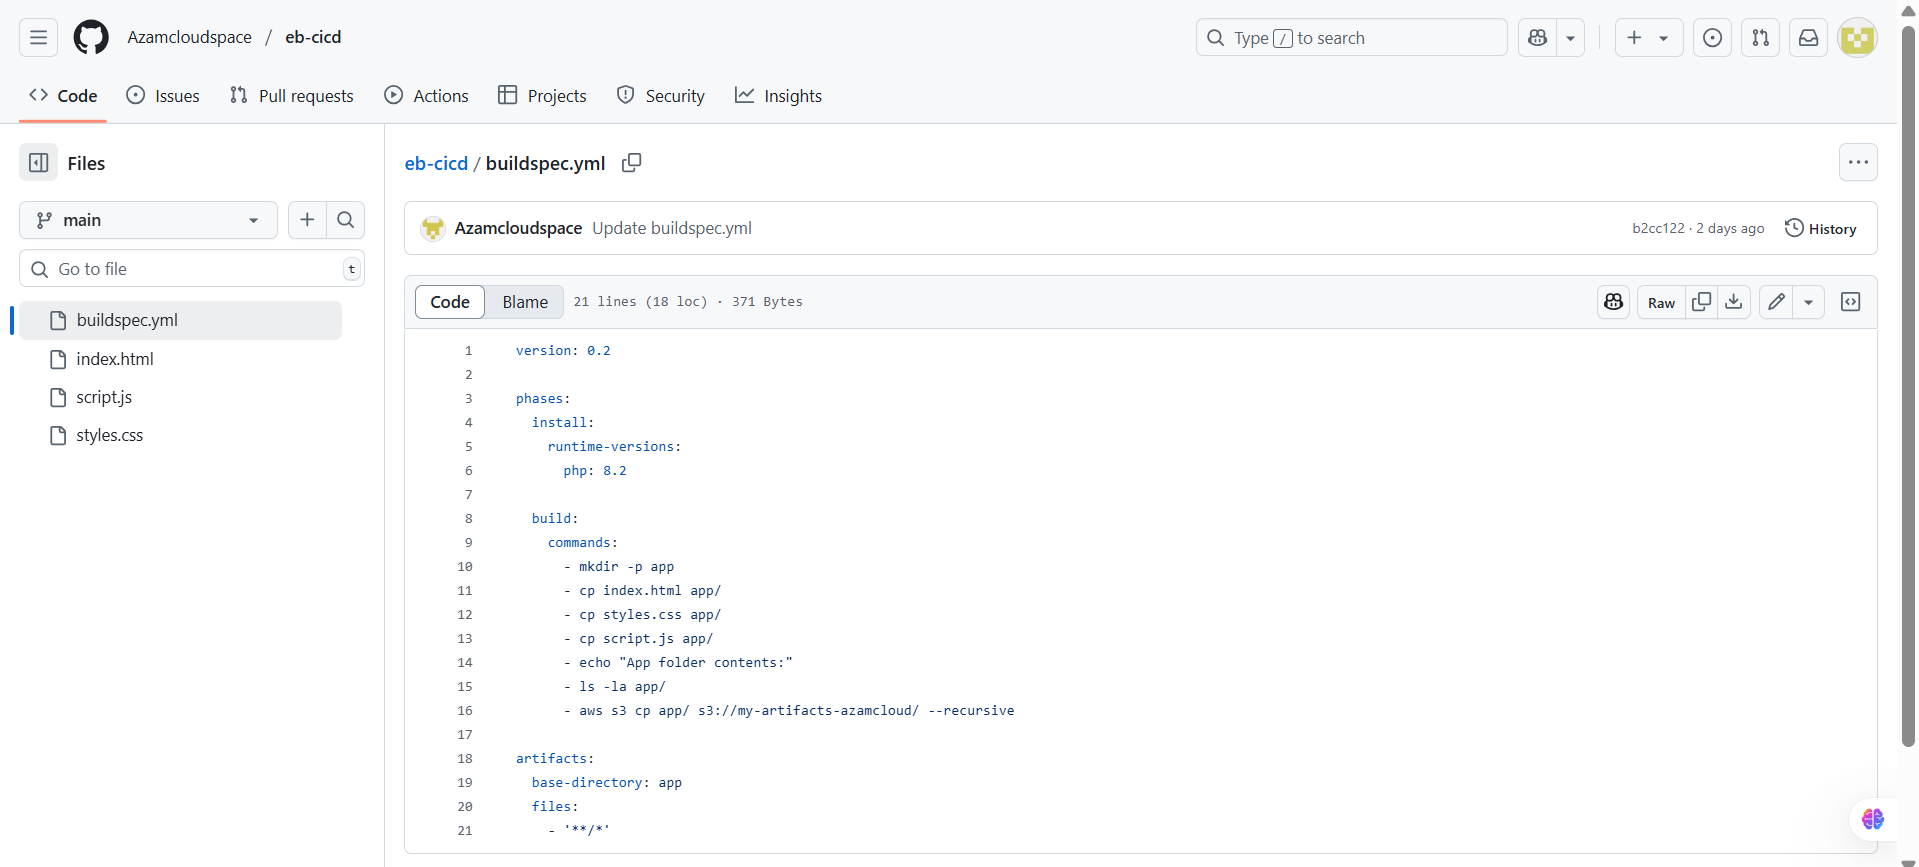 Azamcloudspace / eb-cicd
Type / to search
Code
Issues
Pull requests
Actions
Projects
Security
Insights
Files
main
Go to file
t
buildspec.yml
index.html
script.js
styles.css
eb-cicd / buildspec.yml
Azamcloudspace Update buildspec.yml
b2cc122 · 2 days ago
History
Code
Blame
21 lines (18 loc) · 371 Bytes
Raw
1 version: 0.2
2
3 phases:
4 install:
5 runtime-versions:
6 php: 8.2
7
8 build:
9 commands:
10 - mkdir -p app
11 - cp index.html app/
12 - cp styles.css app/
13 - cp script.js app/
14 - echo "App folder contents:"
15 - ls -la app/
16 - aws s3 cp app/ s3://my-artifacts-azamcloud/ --recursive
17
18 artifacts:
19 base-directory: app
20 files:
21 - '**/*'